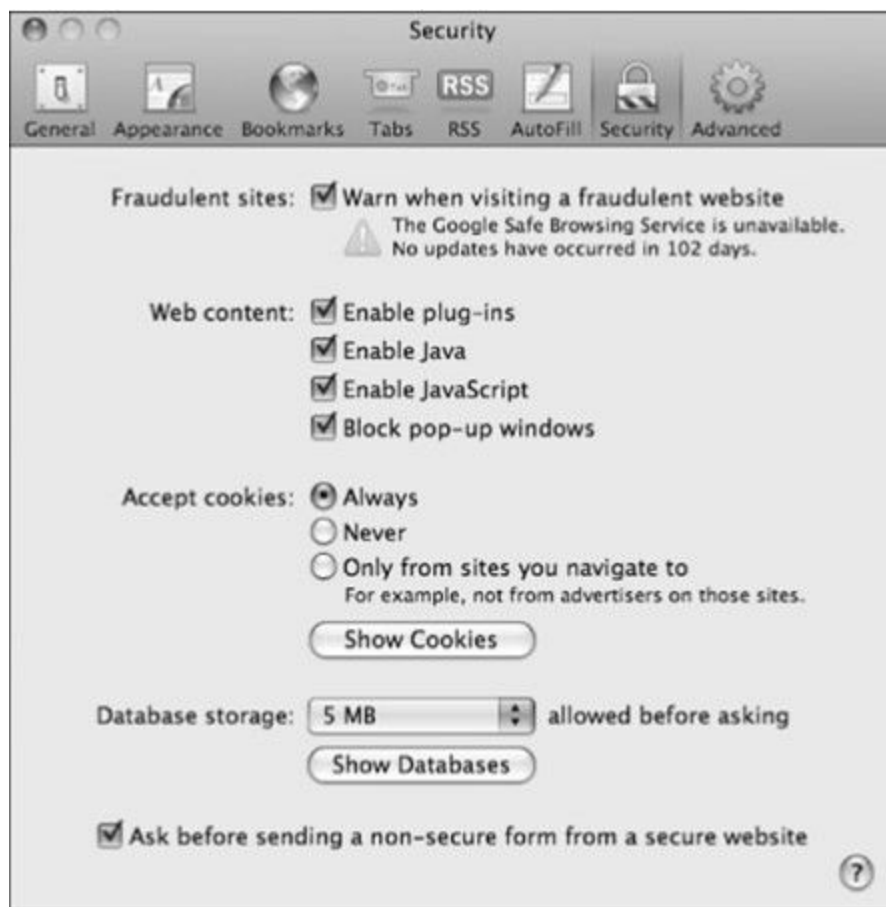 Security
General Appearance Bookmarks Tabs RSS AutoFill Security Advanced
RSS
Fraudulent sites: Warn when visiting a fraudulent website
The Google Safe Browsing Service is unavailable.
No updates have occurred in 102 days.
Web content: Enable plug-ins
Enable Java
Enable JavaScript
Block pop-up windows
Accept cookies: Always
Never
Only from sites you navigate to
For example, not from advertisers on those sites.
Show Cookies
Database storage: 5 MB allowed before asking
Show Databases
Ask before sending a non-secure form from a secure website
?